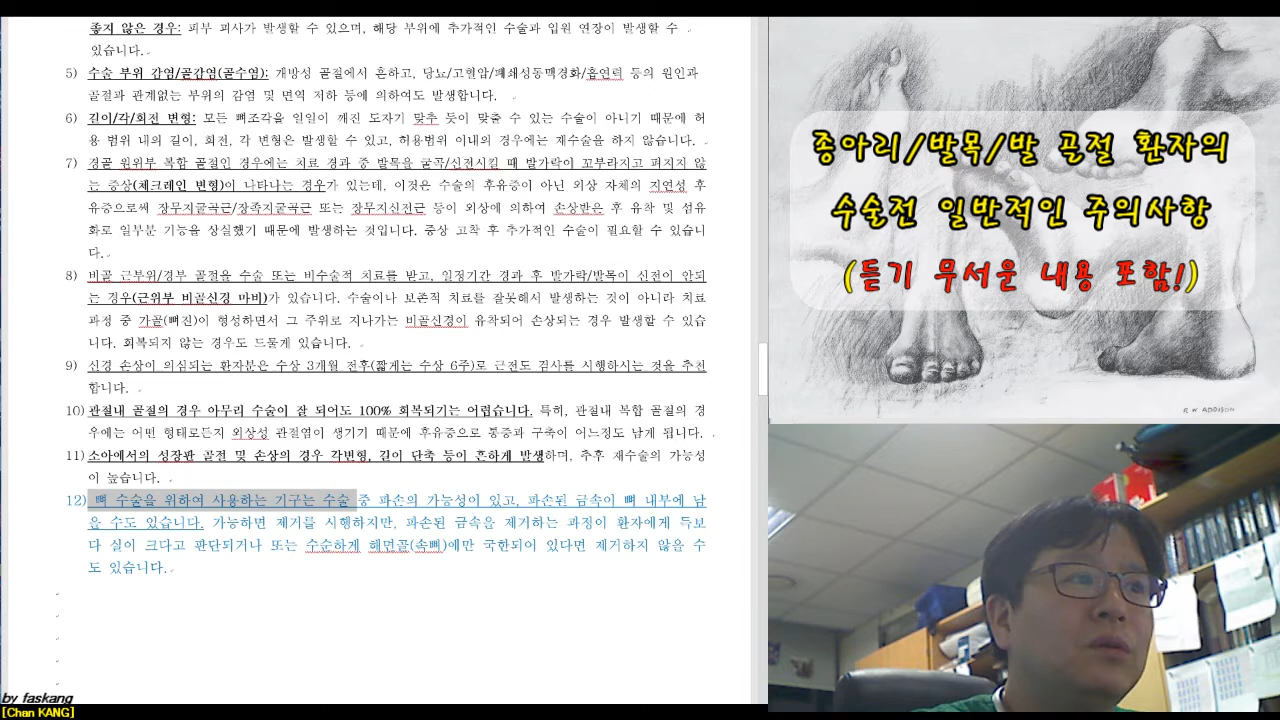 좋지 않은 경우: 피부 괴사가 발생할 수 있으며, 해당 부위에 추가적인 수술과 입원 연장이 발생할 수
있습니다.
5) 수술 부위 감염/골감염(골수염): 개방성 골절에서 흔하고, 당뇨/고혈압/폐쇄성동맥경화/흡연력 등의 원인과
골절과 관계없는 부위의 감염 및 면역 저하 등에 의하여도 발생합니다.
6) 길이/각/회전 변형: 모든 뼈조각을 일일이 깨진 도자기 맞추 듯이 맞출 수 있는 수술이 아니기 때문에 허
용 범위 내의 길이, 회전, 각 변형은 발생할 수 있고, 허용범위 이내의 경우에는 재수술을 하지 않습니다.
7) 경골 원위부 복합 골절인 경우에는 치료 경과 중 발목을 굴곡/신전시킬 때 발가락이 꼬부라지고 펴지지 않
는 증상(체크레인 변형)이 나타나는 경우가 있는데, 이것은 수술의 후유증이 아닌 외상 자체의 지연성 후
유증으로써 장무지굴곡근/장족지굴곡근 또는 장무지신전근 등이 외상에 의하여 손상받은 후 유착 및 섬유
화로 일부분 기능을 상실했기 때문에 발생하는 것입니다. 증상 고착 후 추가적인 수술이 필요할 수 있습니
다.
8) 비골 근부위/경부 골절을 수술 또는 비수술적 치료를 받고, 일정기간 경과 후 발가락/발목이 신전이 안되
는 경우(근위부 비골신경 마비)가 있습니다. 수술이나 보존적 치료를 잘못해서 발생하는 것이 아니라 치료
과정 중 가골(뼈진)이 형성하면서 그 주위로 지나가는 비골신경이 유착되어 손상되는 경우 발생할 수 있습
니다. 회복되지 않는 경우도 드물게 있습니다.
9) 신경 손상이 의심되는 환자분은 수상 3개월 전후(짧게는 수상 6주)로 근전도 검사를 시행하시는 것을 추천
합니다.
10) 관절내 골절의 경우 아무리 수술이 잘 되어도 100% 회복되기는 어렵습니다. 특히, 관절내 복합 골절의 경
우에는 어떤 형태로든지 외상성 관절염이 생기기 때문에 후유증으로 통증과 구축이 어느정도 남게 됩니다.
11) 소아에서의 성장판 골절 및 손상의 경우 각변형, 길이 단축 등이 흔하게 발생하며, 추후 재수술의 가능성
이 높습니다.
12) 뼈 수술을 위하여 사용하는 기구는 수술 중 파손의 가능성이 있고, 파손된 금속이 뼈 내부에 남
을 수도 있습니다. 가능하면 제거를 시행하지만, 파손된 금속을 제거하는 과정이 환자에게 득보
다 실이 크다고 판단되거나 또는 수순하게 해면골(속뼈)에만 국한되어 있다면 제거하지 않을 수
도 있습니다.
by faskang
[Chan KANG]
종아리/발목/발 골절 환자의
수술전 일반적인 주의사항
(듣기 무서운 내용 포함!)
R W ADDISON